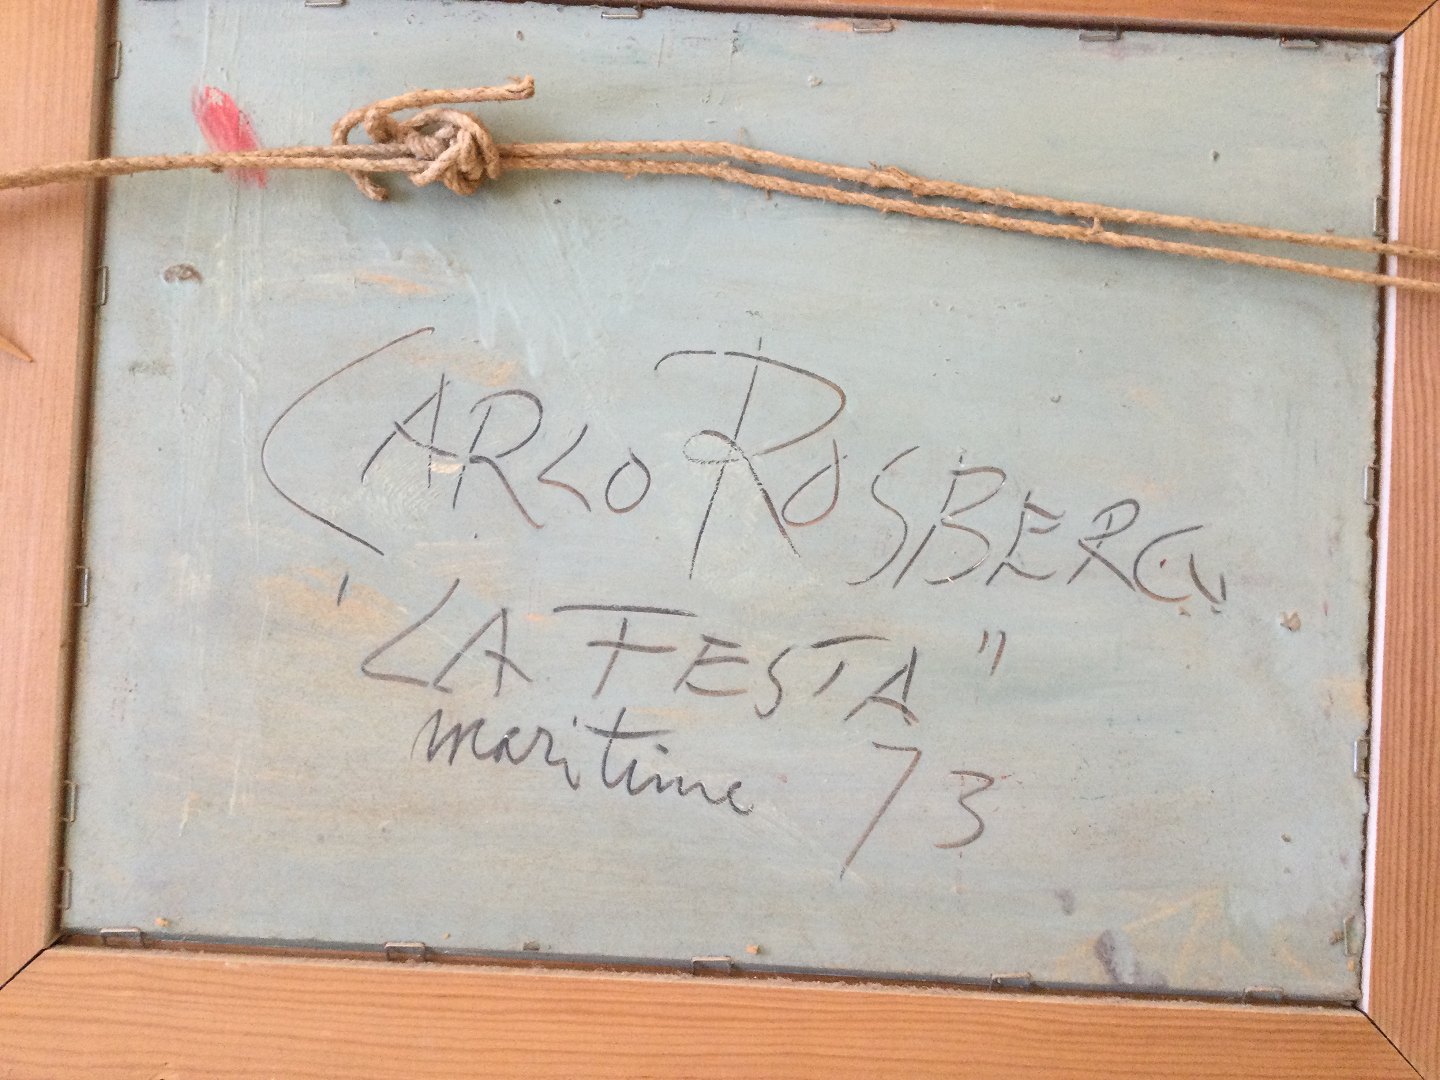 CARLO ROSBERG
"LA FESTA"
maritime 73